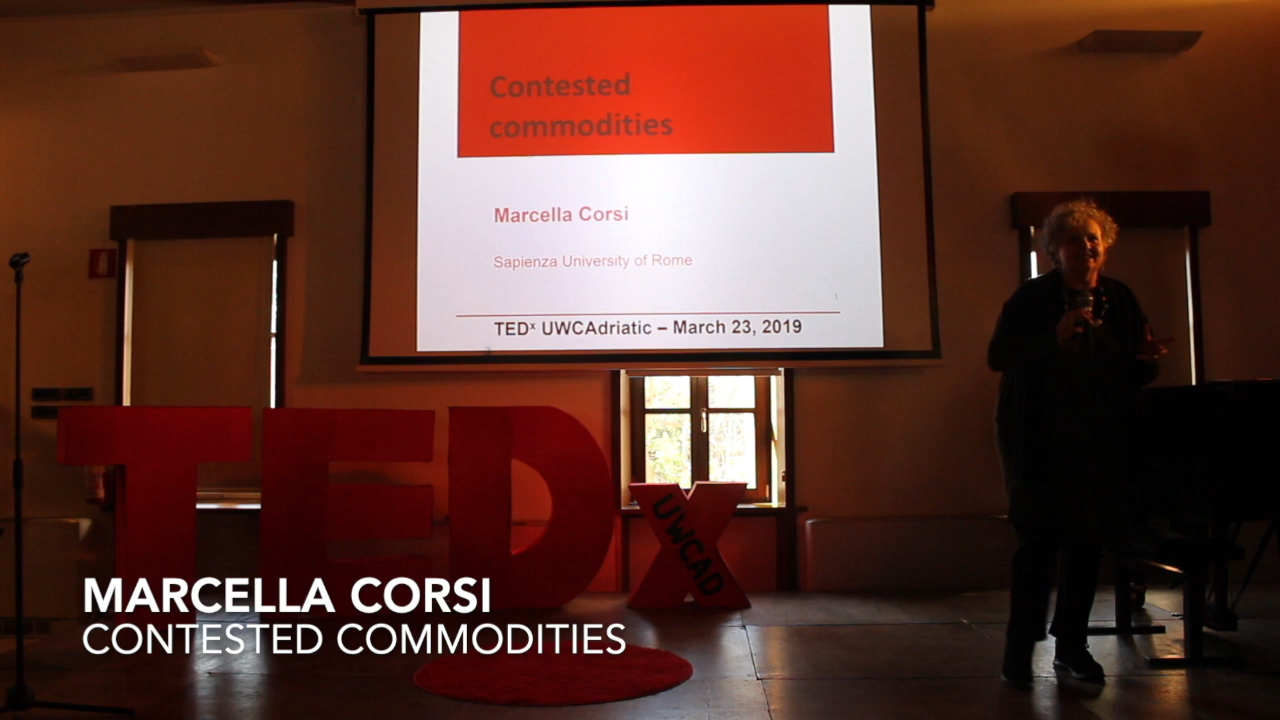 Contested
commodities
Marcella Corsi
Sapienza University of Rome
1
TEDx UWCAdriatic – March 23, 2019
TEDx
UWCAD
MARCELLA CORSI
CONTESTED COMMODITIES